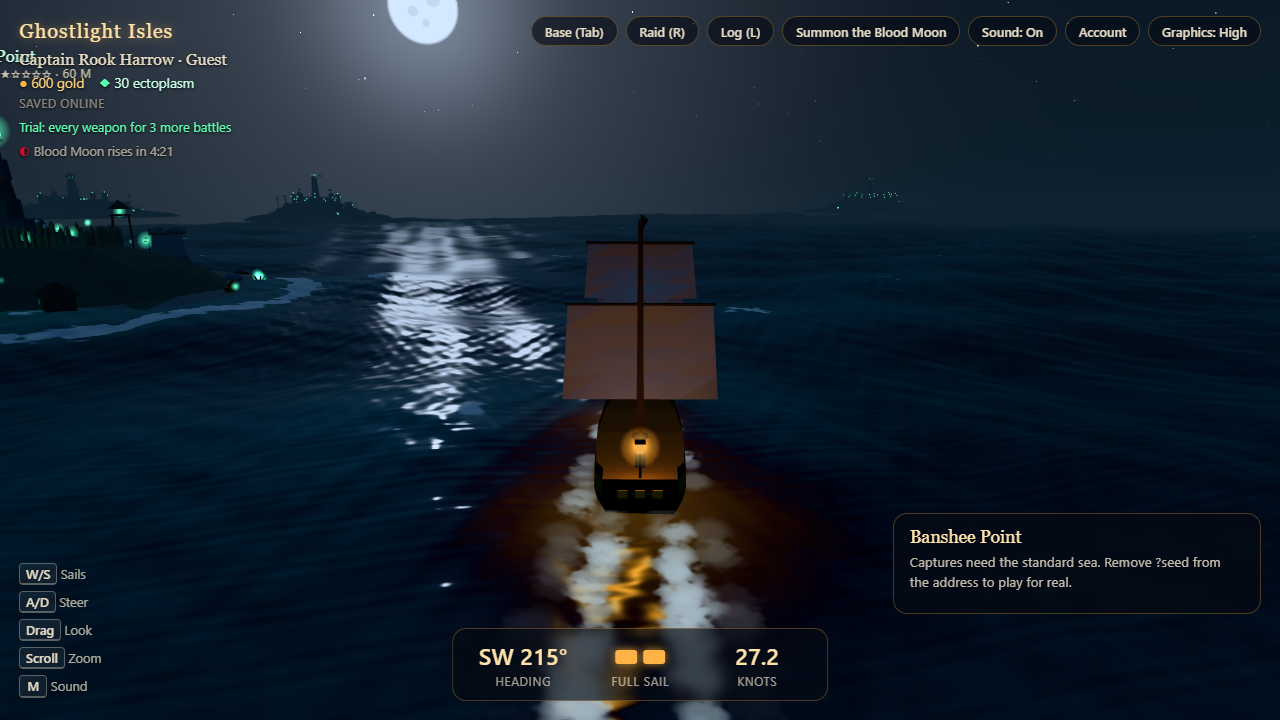 Ghostlight Isles
Point
Captain Rook Harrow · Guest
★☆☆☆☆ · 60 M
600 gold 30 ectoplasm
SAVED ONLINE
Trial: every weapon for 3 more battles
Blood Moon rises in 4:21
Base (Tab)
Raid (R)
Log (L)
Summon the Blood Moon
Sound: On
Account
Graphics: High
Banshee Point
Captures need the standard sea. Remove ?seed from
the address to play for real.
W/S Sails
A/D Steer
Drag Look
Scroll Zoom
M Sound
SW 215° 27.2
HEADING FULL SAIL KNOTS